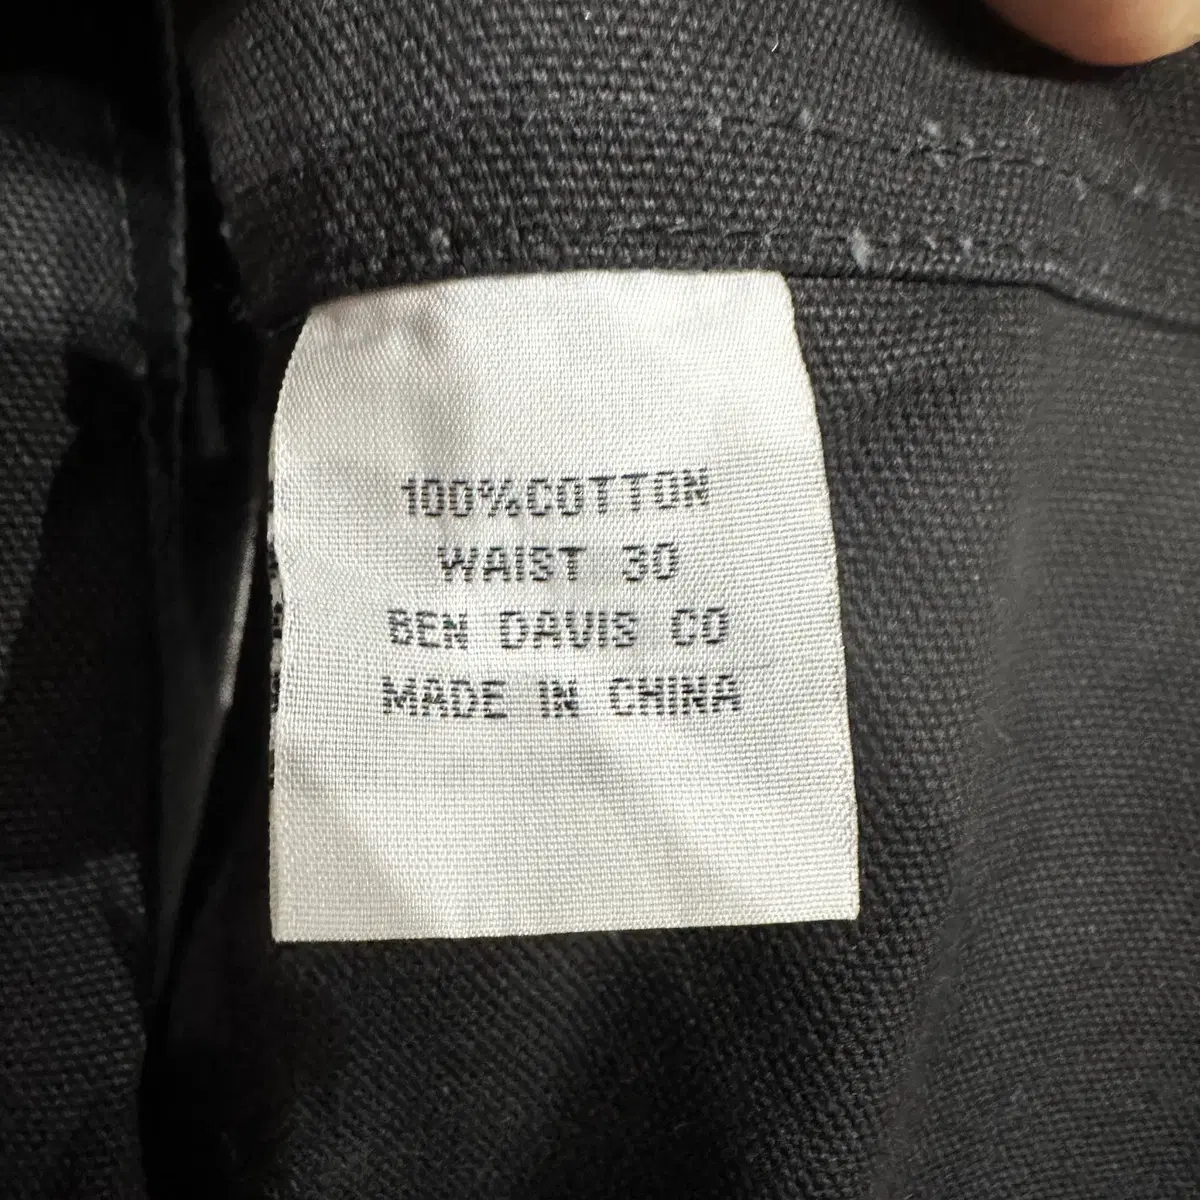 100%COTTON
WAIST 30
BEN DAVIS CO
MADE IN CHINA